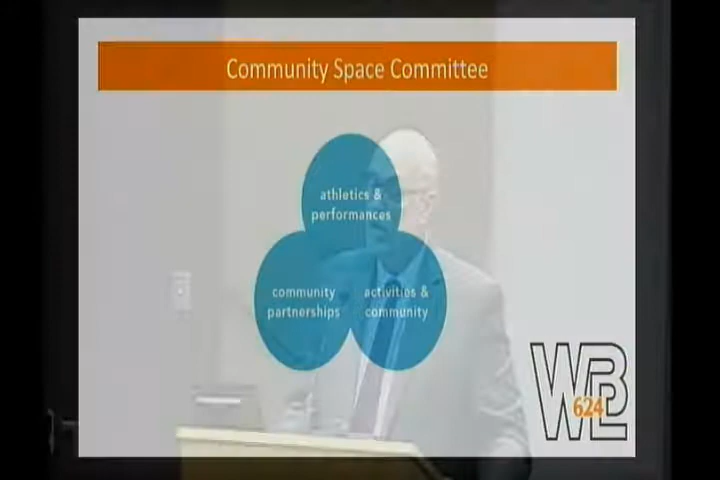 Community Space Committee
athletics &
performances
community
partnerships
activities &
community
WBL
624